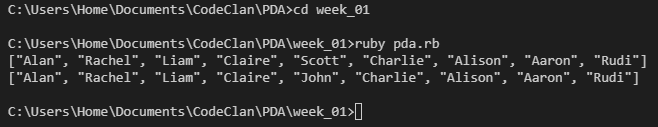 C:\Users\Home\Documents\CodeClan\PDA>cd week_01
C:\Users\Home\Documents\CodeClan\PDA\week_01>ruby pda.rb
["Alan", "Rachel", "Liam", "Claire", "Scott", "Charlie", "Alison", "Aaron", "Rudi"]
["Alan", "Rachel", "Liam", "Claire", "John", "Charlie", "Alison", "Aaron", "Rudi"]
C:\Users\Home\Documents\CodeClan\PDA\week_01>